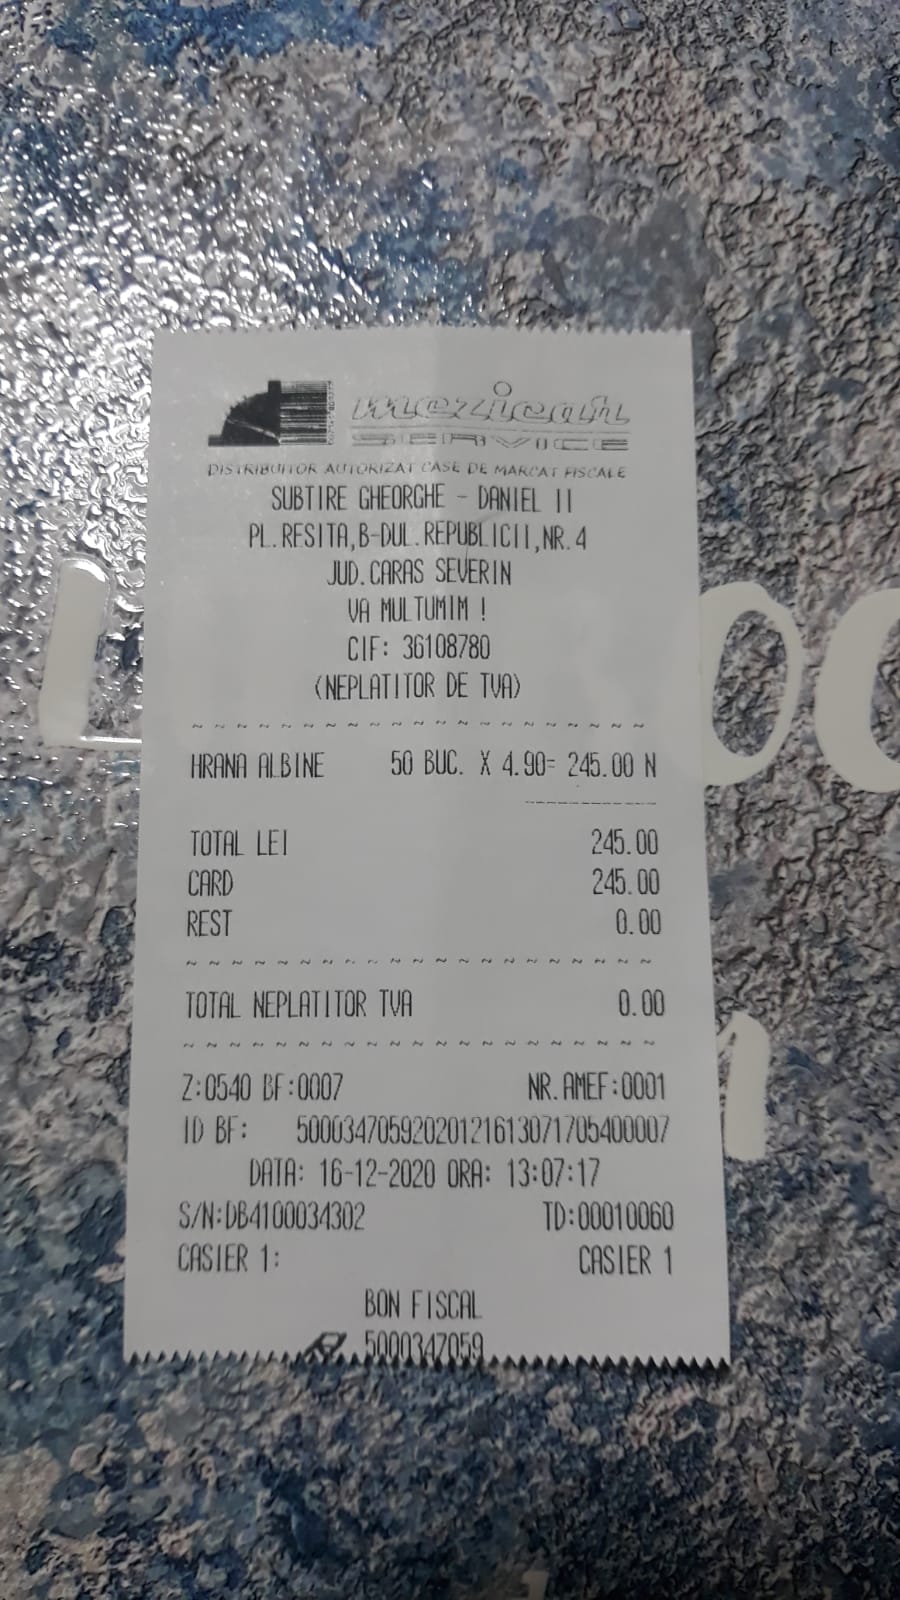 mezican
SERVICE
DISTRIBUITOR AUTORIZAT CASE DE MARCAT FISCALE
SUBTIRE GHEORGHE - DANIEL II
PL.RESITA,B-DUL.REPUBLICII,NR.4
JUD.CARAS SEVERIN
VA MULTUMIM !
CIF: 36108780
(NEPLATITOR DE TVA)
HRANA ALBINE 50 BUC. X 4.90= 245.00 N
TOTAL LEI 245.00
CARD 245.00
REST 0.00
TOTAL NEPLATITOR TVA 0.00
Z:0540 BF:0007 NR.AMEF:0001
ID BF: 50003470592020121613071705400007
DATA: 16-12-2020 ORA: 13:07:17
S/N:DB4100034302 TD:00010060
CASIER 1: CASIER 1
BON FISCAL
5000347059